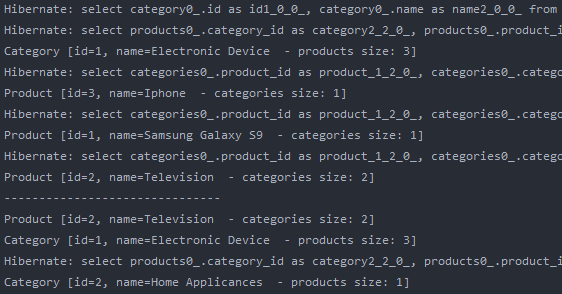 Hibernate: select category0_.id as id1_0_0_, category0_.name as name2_0_0_ from
Hibernate: select products0_.category_id as category2_2_0_, products0_.product_i
Category [id=1, name=Electronic Device  - products size: 3]
Hibernate: select categories0_.product_id as product_1_2_0_, categories0_.catego
Product [id=3, name=Iphone  - categories size: 1]
Hibernate: select categories0_.product_id as product_1_2_0_, categories0_.catego
Product [id=1, name=Samsung Galaxy S9  - categories size: 1]
Hibernate: select categories0_.product_id as product_1_2_0_, categories0_.catego
Product [id=2, name=Television  - categories size: 2]
-------------------------------
Product [id=2, name=Television  - categories size: 2]
Category [id=1, name=Electronic Device  - products size: 3]
Hibernate: select products0_.category_id as category2_2_0_, products0_.product_i
Category [id=2, name=Home Applicances  - products size: 1]